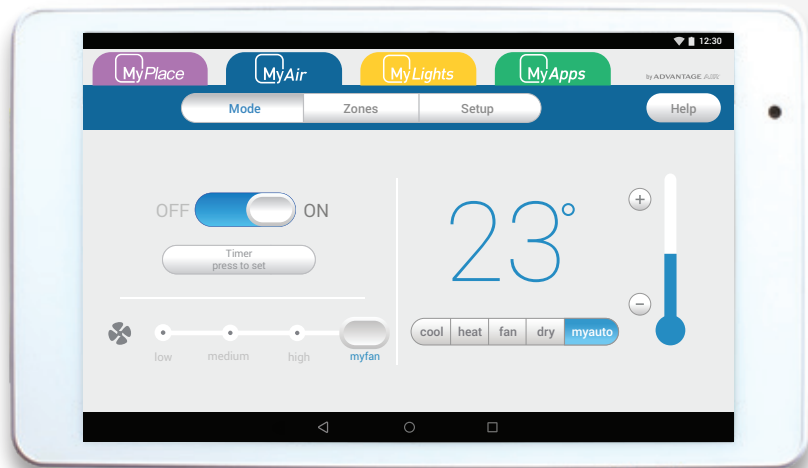 12:30
MyPlace
MyAir
MyLights
MyApps
by ADVANTAGE AIR
Mode
Zones
Setup
Help
OFF
ON
23°
Timer
press to set
+
−
cool
heat
fan
dry
myauto
low
medium
high
myfan